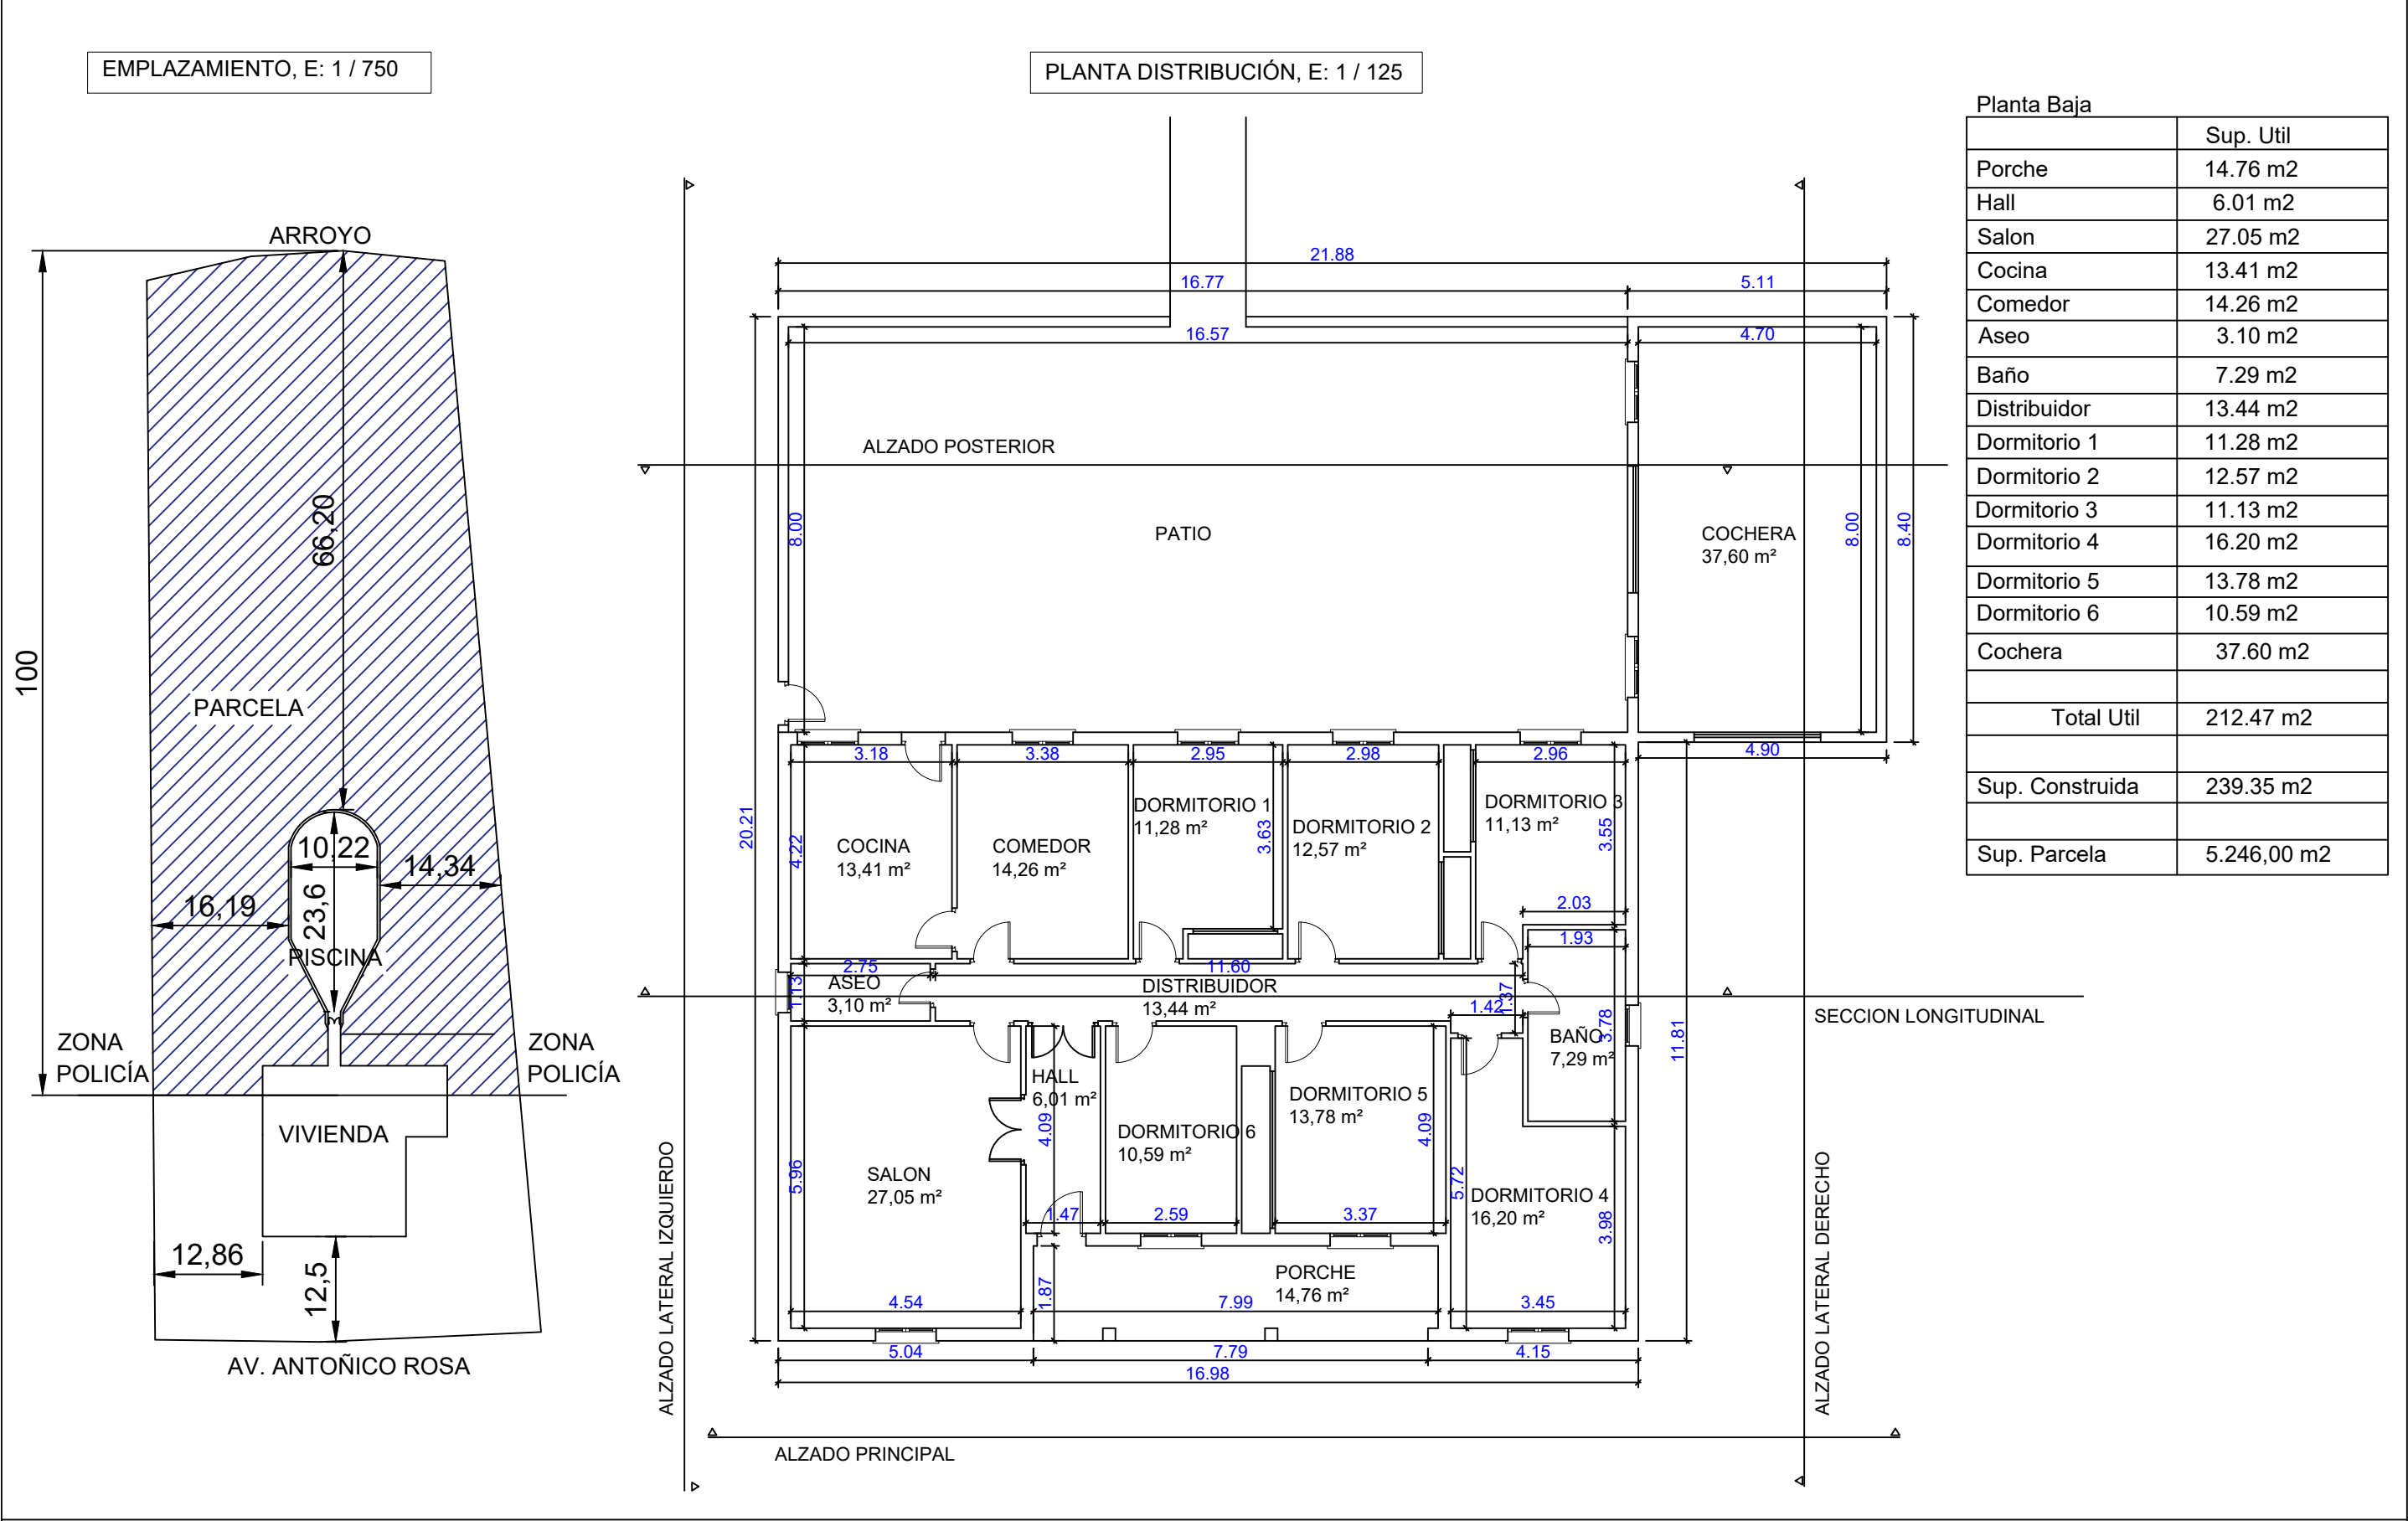 EMPLAZAMIENTO, E: 1 / 750
ARROYO
100
66,20
PARCELA
10,22
14,34
16,19
23,6
PISCINA
ZONA
POLICÍA
ZONA
POLICÍA
VIVIENDA
12,86
12,5
AV. ANTOÑICO ROSA
PLANTA DISTRIBUCIÓN, E: 1 / 125
21.88
16.77
5.11
16.57
4.70
ALZADO POSTERIOR
8.00
PATIO
COCHERA
37,60 m²
8.00
8.40
4.90
3.18
3.38
2.95
2.98
2.96
20.21
4.22
COCINA
13,41 m²
COMEDOR
14,26 m²
DORMITORIO 1
11,28 m²
3.63
DORMITORIO 2
12,57 m²
DORMITORIO 3
11,13 m²
3.55
2.03
1.93
2.75
11.60
1.13
ASEO
3,10 m²
DISTRIBUIDOR
13,44 m²
1.42
1.37
BAÑO
7,29 m²
3.78
11.81
SECCION LONGITUDINAL
HALL
6,01 m²
4.09
DORMITORIO 6
10,59 m²
DORMITORIO 5
13,78 m²
4.09
SALON
27,05 m²
5.96
5.72
DORMITORIO 4
16,20 m²
3.98
1.47
2.59
3.37
PORCHE
14,76 m²
1.87
4.54
7.99
3.45
5.04
7.79
4.15
16.98
ALZADO LATERAL IZQUIERDO
ALZADO LATERAL DERECHO
ALZADO PRINCIPAL
Planta Baja
Sup. Util
Porche 14.76 m2
Hall 6.01 m2
Salon 27.05 m2
Cocina 13.41 m2
Comedor 14.26 m2
Aseo 3.10 m2
Baño 7.29 m2
Distribuidor 13.44 m2
Dormitorio 1 11.28 m2
Dormitorio 2 12.57 m2
Dormitorio 3 11.13 m2
Dormitorio 4 16.20 m2
Dormitorio 5 13.78 m2
Dormitorio 6 10.59 m2
Cochera 37.60 m2
Total Util 212.47 m2
Sup. Construida 239.35 m2
Sup. Parcela 5.246,00 m2